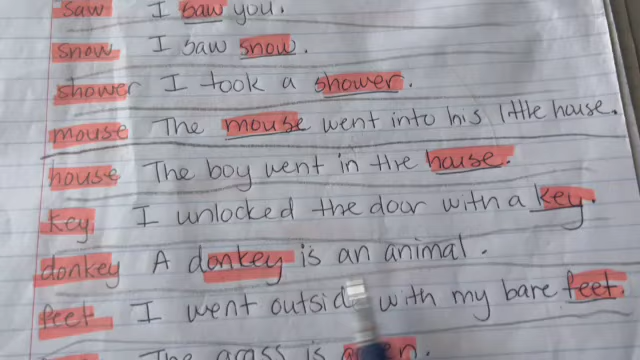 saw I saw you.
snow I saw snow.
shower I took a shower.
mouse The mouse went into his little house.
house The boy went in the house.
key I unlocked the door with a key.
donkey A donkey is an animal.
feet I went outside with my bare feet.
The grass is